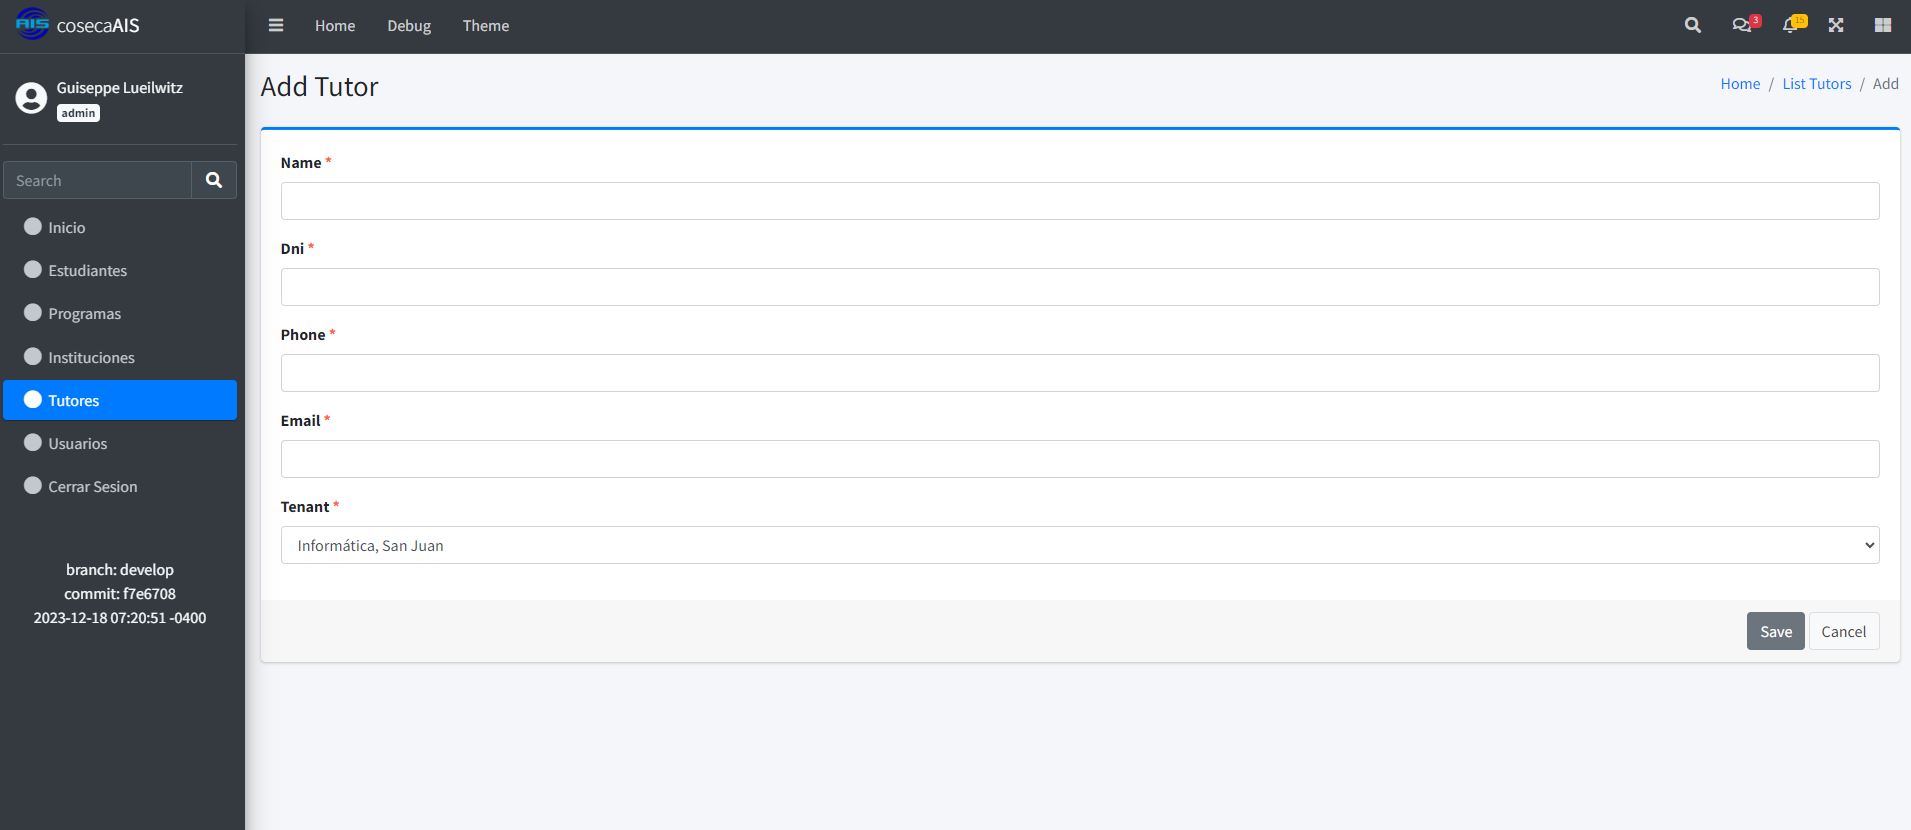 AIS cosecaAIS
Home Debug Theme
3 15
Guiseppe Lueilwitz
admin
Search
Inicio
Estudiantes
Programas
Instituciones
Tutores
Usuarios
Cerrar Sesion
branch: develop
commit: f7e6708
2023-12-18 07:20:51 -0400
Add Tutor
Home / List Tutors / Add
Name *
Dni *
Phone *
Email *
Tenant *
Informática, San Juan
Save Cancel